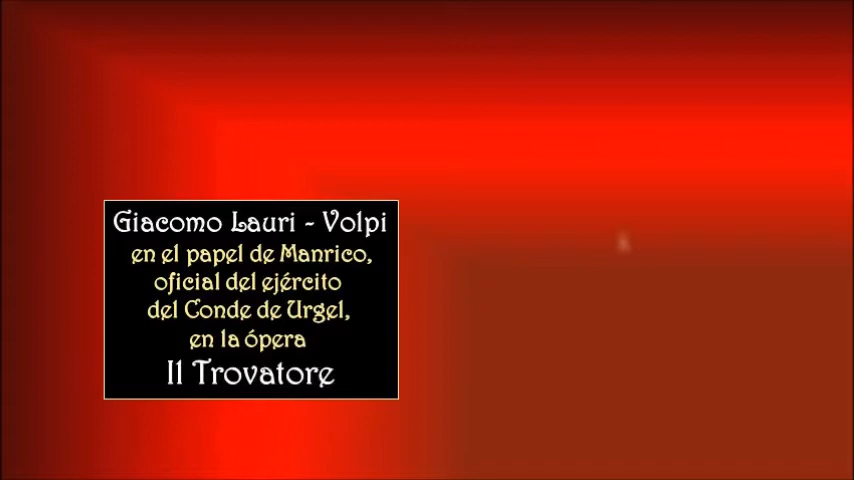 Giacomo Lauri - Volpi
en el papel de Manrico,
oficial del ejército
del Conde de Urgel,
en la ópera
Il Trovatore